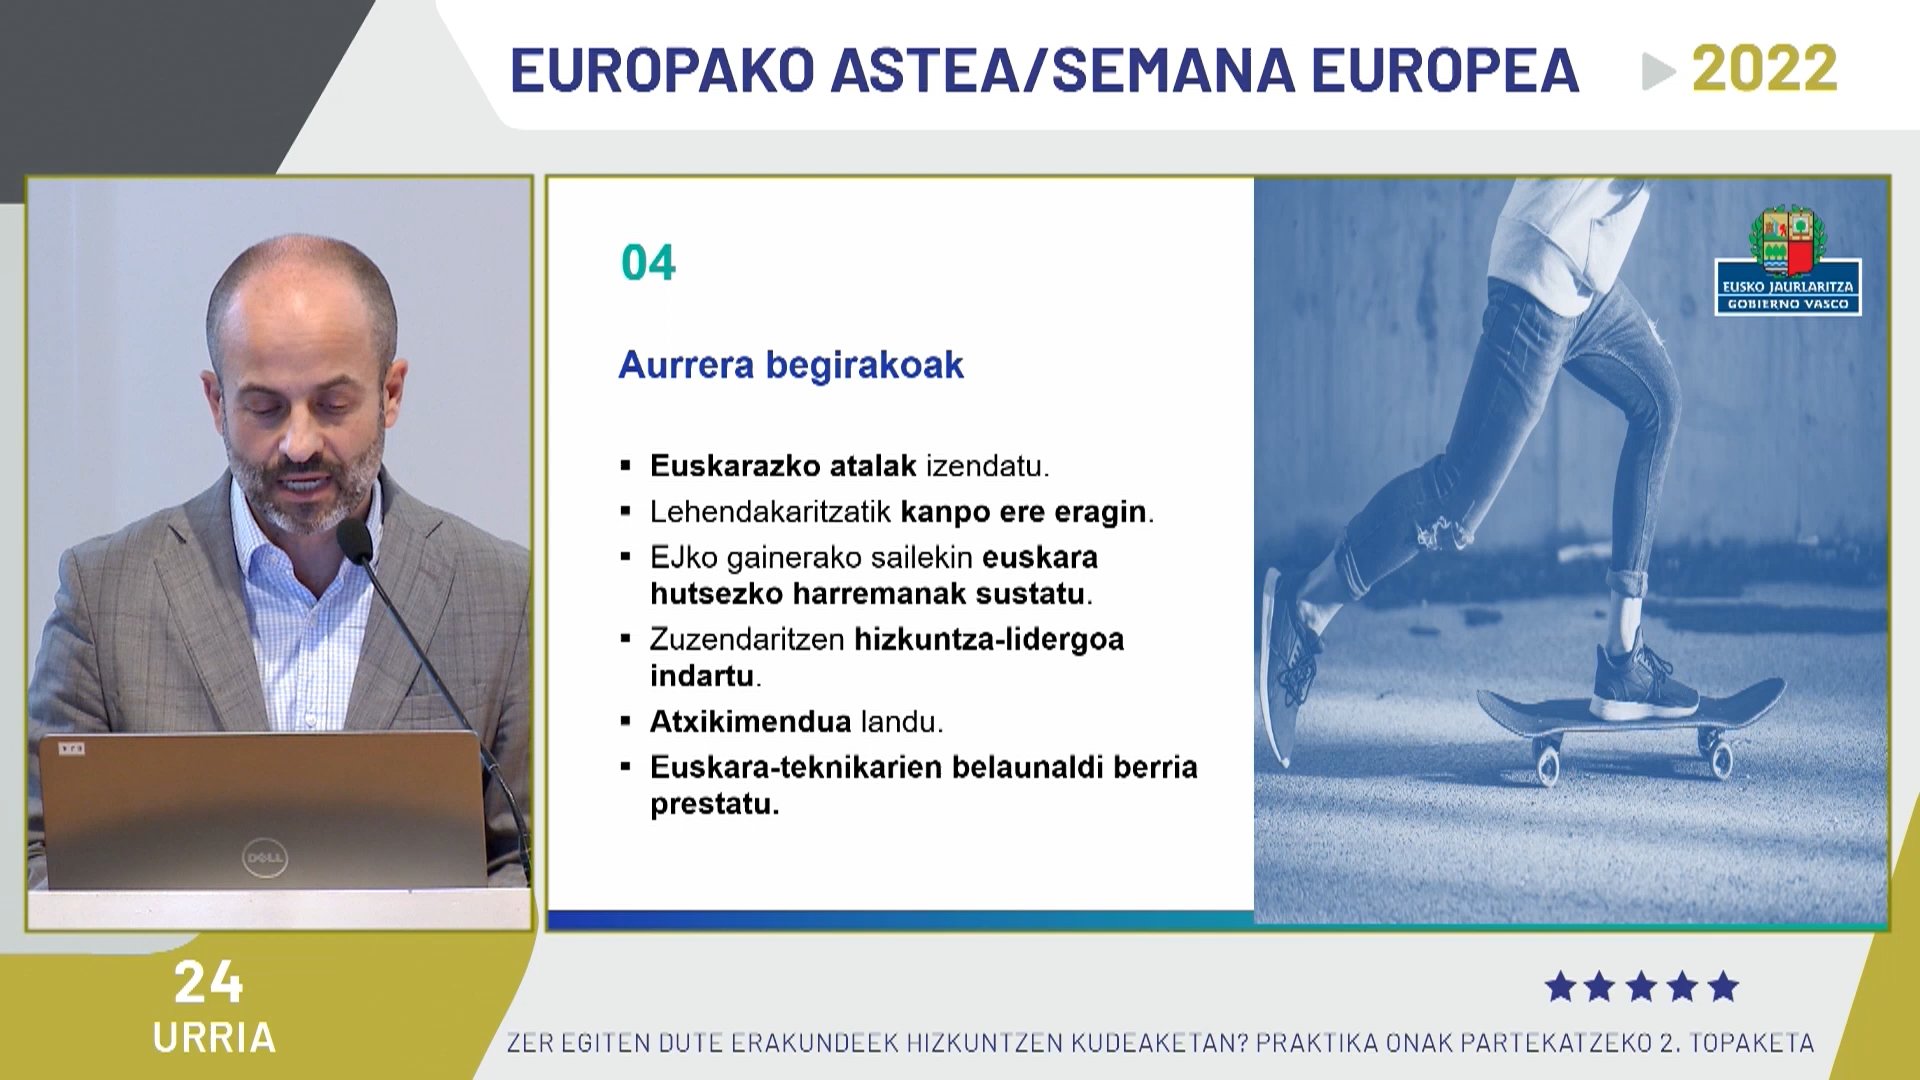 EUROPAKO ASTEA/SEMANA EUROPEA 2022
04
EUSKO JAURLARITZA
GOBIERNO VASCO
Aurrera begirakoak
▪ Euskarazko atalak izendatu.
▪ Lehendakaritzatik kanpo ere eragin.
▪ EJko gainerako sailekin euskara
hutsezko harremanak sustatu.
▪ Zuzendaritzen hizkuntza-lidergoa
indartu.
▪ Atxikimendua landu.
▪ Euskara-teknikarien belaunaldi berria
prestatu.
DELL
24
URRIA
ZER EGITEN DUTE ERAKUNDEEK HIZKUNTZEN KUDEAKETAN? PRAKTIKA ONAK PARTEKATZEKO 2. TOPAKETA